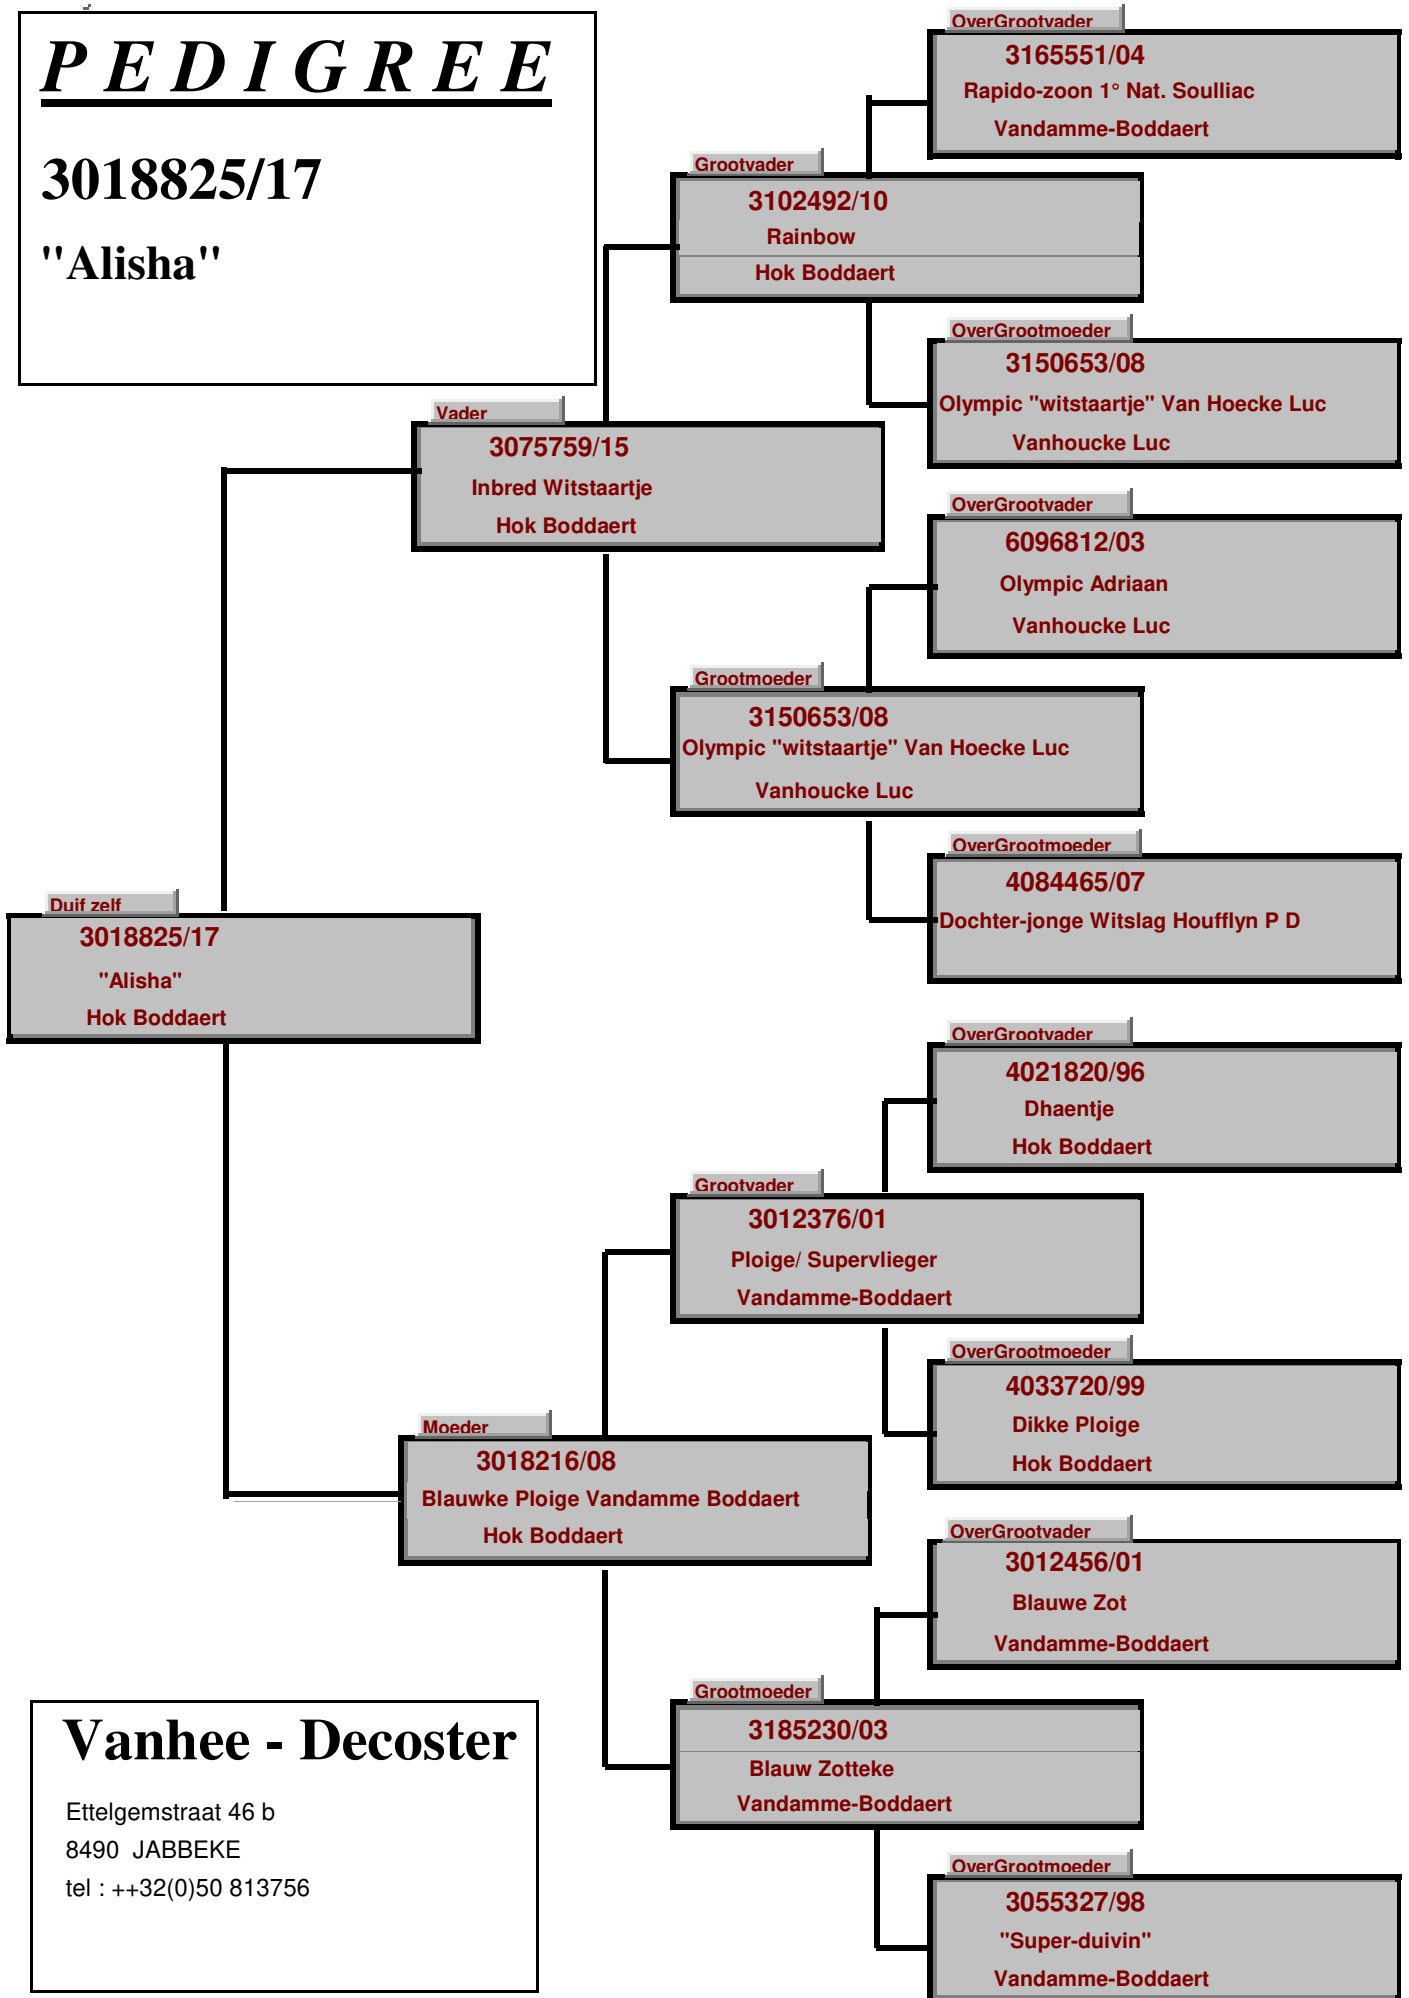 P E D I G R E E
3018825/17
"Alisha"
OverGrootvader
3165551/04
Rapido-zoon 1° Nat. Soulliac
Vandamme-Boddaert
Grootvader
3102492/10
Rainbow
Hok Boddaert
OverGrootmoeder
3150653/08
Olympic "witstaartje" Van Hoecke Luc
Vanhoucke Luc
Vader
3075759/15
Inbred Witstaartje
Hok Boddaert
OverGrootvader
6096812/03
Olympic Adriaan
Vanhoucke Luc
Grootmoeder
3150653/08
Olympic "witstaartje" Van Hoecke Luc
Vanhoucke Luc
OverGrootmoeder
4084465/07
Dochter-jonge Witslag Houfflyn P D
Duif zelf
3018825/17
"Alisha"
Hok Boddaert
OverGrootvader
4021820/96
Dhaentje
Hok Boddaert
Grootvader
3012376/01
Ploige/ Supervlieger
Vandamme-Boddaert
OverGrootmoeder
4033720/99
Dikke Ploige
Hok Boddaert
Moeder
3018216/08
Blauwke Ploige Vandamme Boddaert
Hok Boddaert
OverGrootvader
3012456/01
Blauwe Zot
Vandamme-Boddaert
Grootmoeder
3185230/03
Blauw Zotteke
Vandamme-Boddaert
OverGrootmoeder
3055327/98
"Super-duivin"
Vandamme-Boddaert
Vanhee - Decoster
Ettelgemstraat 46 b
8490 JABBEKE
tel : ++32(0)50 813756